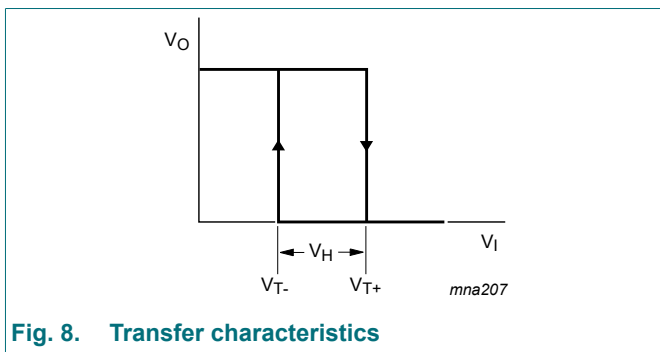 VO
VH
VI
VT- VT+
mna207
Fig. 8. Transfer characteristics